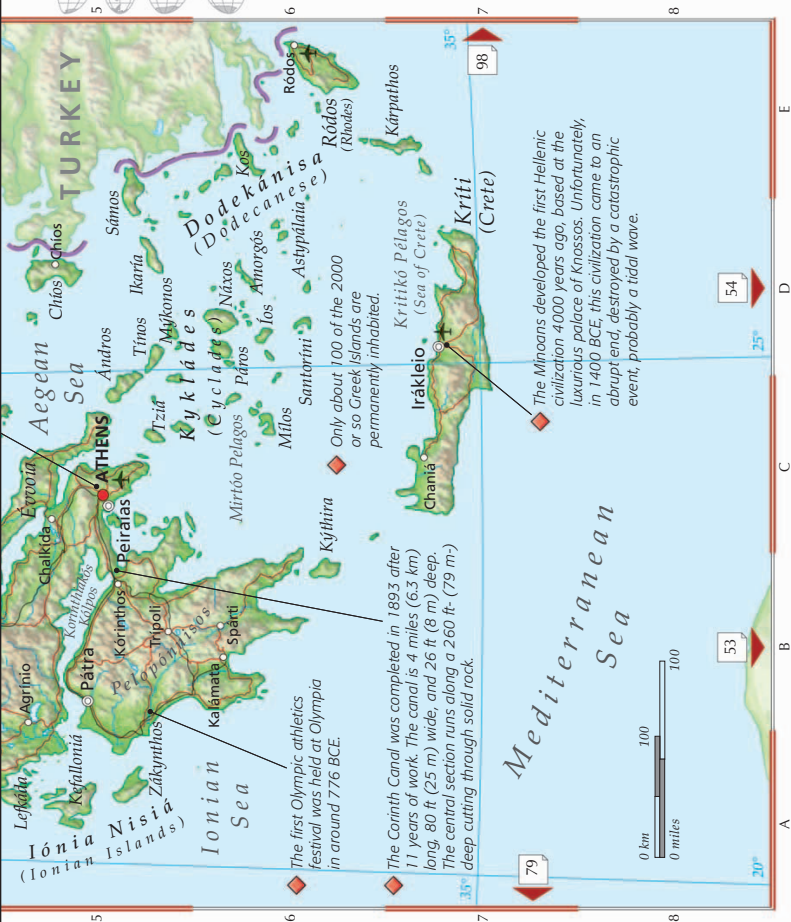 5
6
7
8
TURKEY
Aegean
Sea
Chíos
Chíos
Sámos
Ikaría
Ándros
Tínos
Mýkonos
Tziá
Kykládes
(Cyclades)
Náxos
Páros
Amorgós
Íos
Mílos
Santoríni
Astypálaia
Kos
Dodekánisa
(Dodecanese)
Ródos
Ródos
(Rhodes)
Kárpathos
Mirtóo Pelagos
Kritikó Pélagos
(Sea of Crete)
Kríti
(Crete)
Irákleio
Chaniá
Kýthira
Évvoia
Chalkída
ATHENS
Peiraías
Korinthiakós
Kólpos
Kórinthos
Agrínio
Pátra
Trípoli
Pelopónnisos
Spárti
Kalámata
Lefkáda
Kefalloniá
Zákynthos
Iónia Nisiá
(Ionian Islands)
Ionian
Sea
Mediterranean
Sea
The first Olympic athletics
festival was held at Olympia
in around 776 BCE.
The Corinth Canal was completed in 1893 after
11 years of work. The canal is 4 miles (6.3 km)
long, 80 ft (25 m) wide, and 26 ft (8 m) deep.
The central section runs along a 260 ft- (79 m-)
deep cutting through solid rock.
Only about 100 of the 2000
or so Greek Islands are
permanently inhabited.
The Minoans developed the first Hellenic
civilization 4000 years ago, based at the
luxurious palace of Knossos. Unfortunately,
in 1400 BCE, this civilization came to an
abrupt end, destroyed by a catastrophic
event, probably a tidal wave.
35°
35°
20°
25°
79
53
54
98
0 km
100
0 miles
100
A
B
C
D
E
5
6
7
8